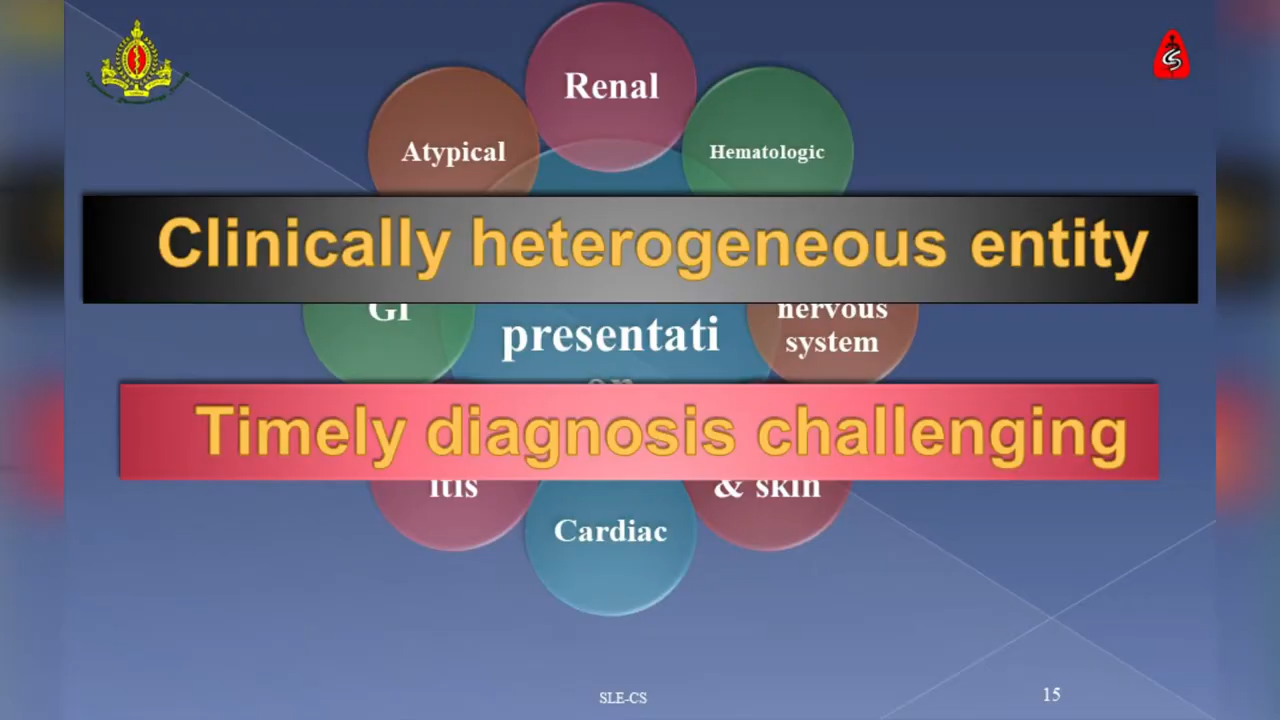 Renal
Atypical
Hematologic
Clinically heterogeneous entity
GI
nervous
system
presentati
on
Timely diagnosis challenging
itis
& skin
Cardiac
SLE-CS
15